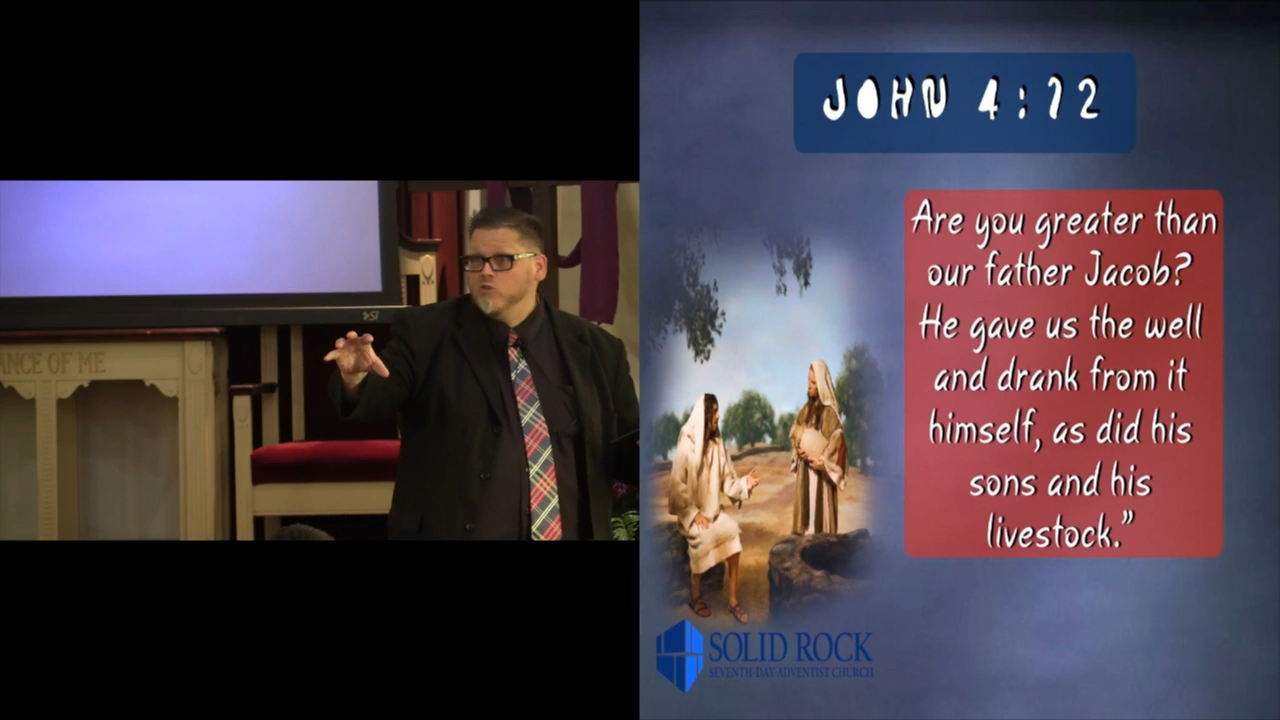 ANCE OF ME
JOHN 4:12
Are you greater than
our father Jacob?
He gave us the well
and drank from it
himself, as did his
sons and his
livestock.”
SOLID ROCK
SEVENTH-DAY ADVENTIST CHURCH